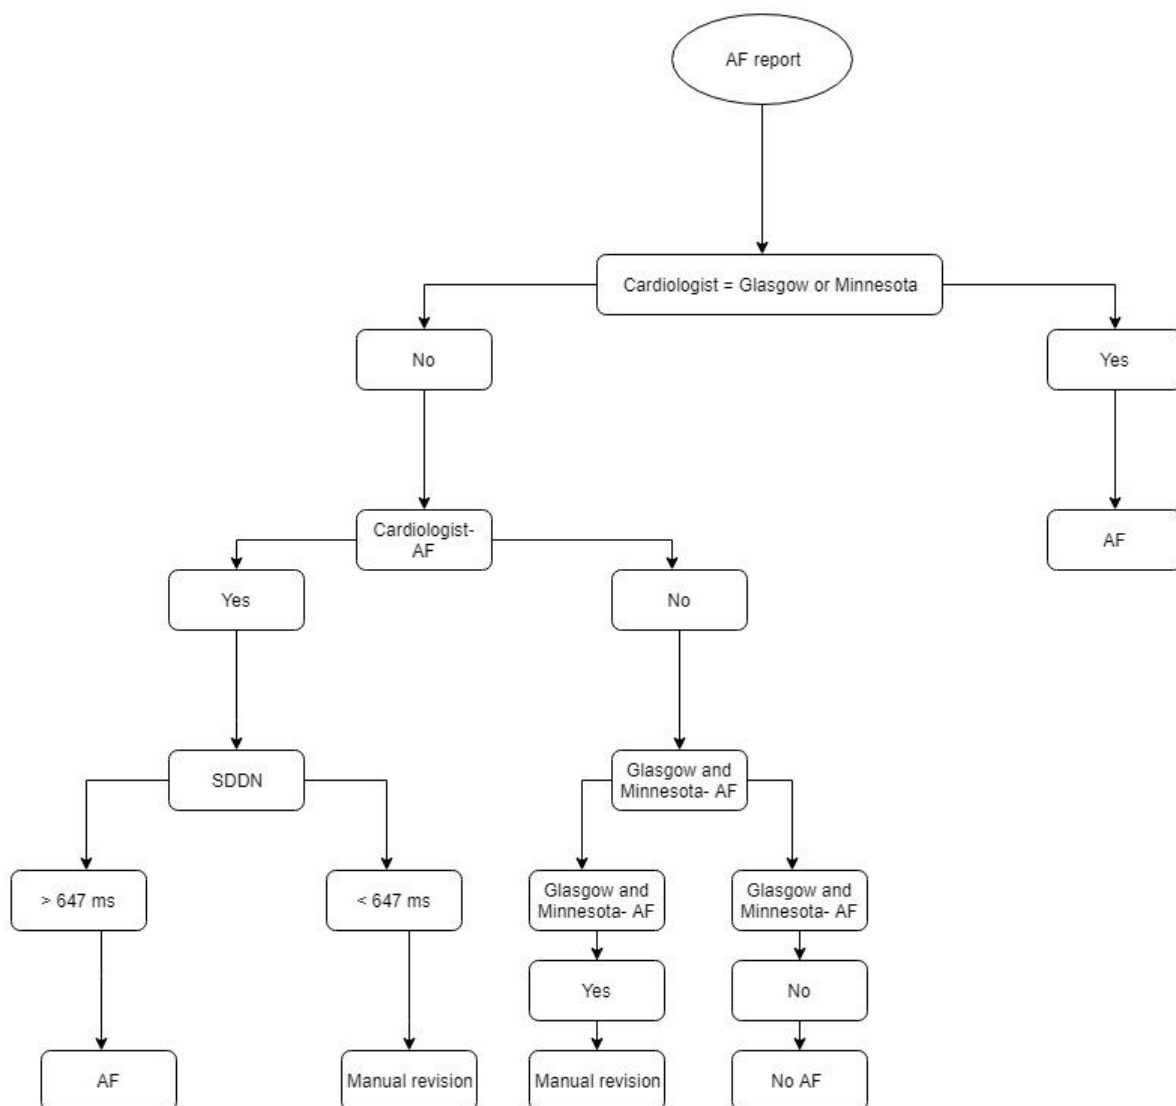 AF report
Cardiologist = Glasgow or Minnesota
No
Yes
Cardiologist-
AF
AF
Yes
No
SDDN
Glasgow and
Minnesota- AF
> 647 ms
< 647 ms
Glasgow and
Minnesota- AF
Glasgow and
Minnesota- AF
Yes
No
AF
Manual revision
Manual revision
No AF